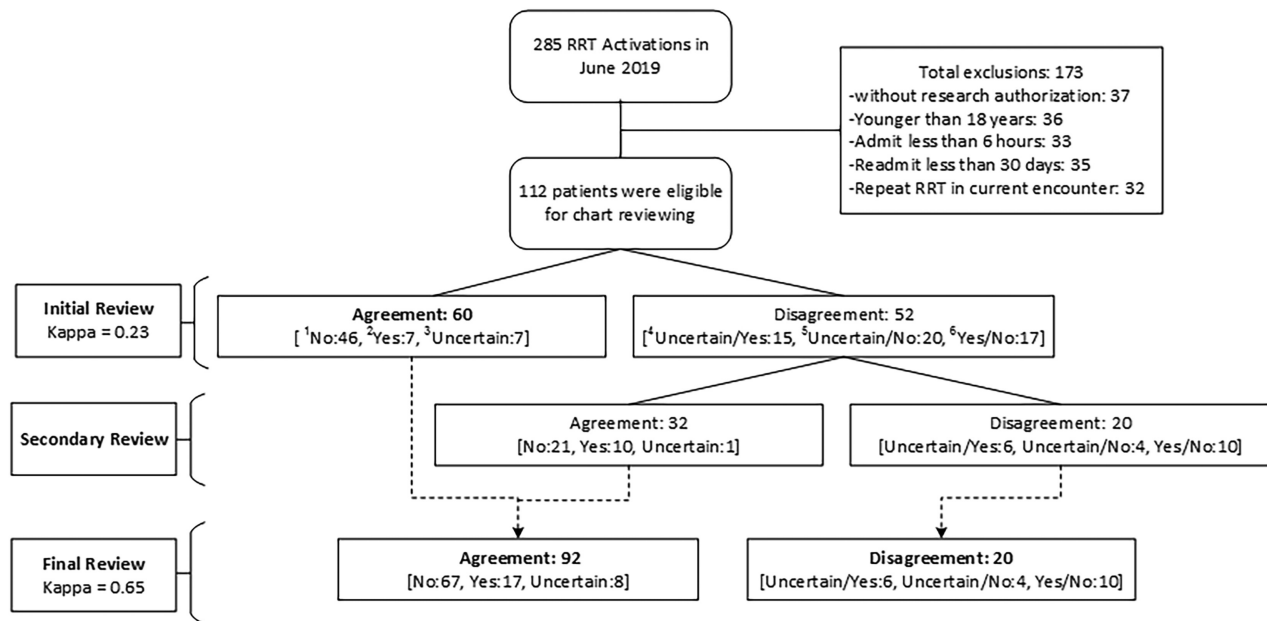 285 RRT Activations in
June 2019
Total exclusions: 173
-without research authorization: 37
-Younger than 18 years: 36
-Admit less than 6 hours: 33
-Readmit less than 30 days: 35
-Repeat RRT in current encounter: 32
112 patients were eligible
for chart reviewing
Initial Review
Kappa = 0.23
Agreement: 60
[ ¹No:46, ²Yes:7, ³Uncertain:7]
Disagreement: 52
[⁴Uncertain/Yes:15, ⁵Uncertain/No:20, ⁶Yes/No:17]
Secondary Review
Agreement: 32
[No:21, Yes:10, Uncertain:1]
Disagreement: 20
[Uncertain/Yes:6, Uncertain/No:4, Yes/No:10]
Final Review
Kappa = 0.65
Agreement: 92
[No:67, Yes:17, Uncertain:8]
Disagreement: 20
[Uncertain/Yes:6, Uncertain/No:4, Yes/No:10]